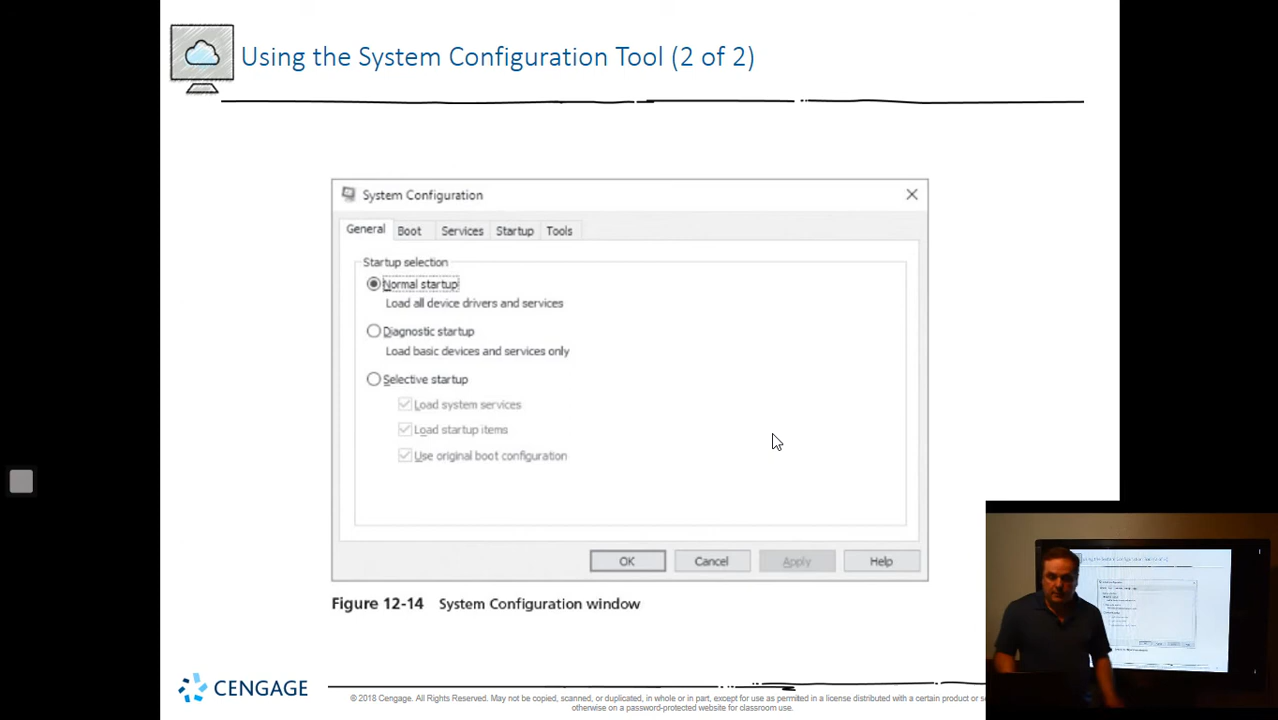 Using the System Configuration Tool (2 of 2)
System Configuration
General Boot Services Startup Tools
Startup selection
Normal startup
Load all device drivers and services
Diagnostic startup
Load basic devices and services only
Selective startup
Load system services
Load startup items
Use original boot configuration
OK Cancel Apply Help
Figure 12-14 System Configuration window
CENGAGE
© 2018 Cengage. All Rights Reserved. May not be copied, scanned, or duplicated, in whole or in part, except for use as permitted in a license distributed with a certain product or
otherwise on a password-protected website for classroom use.